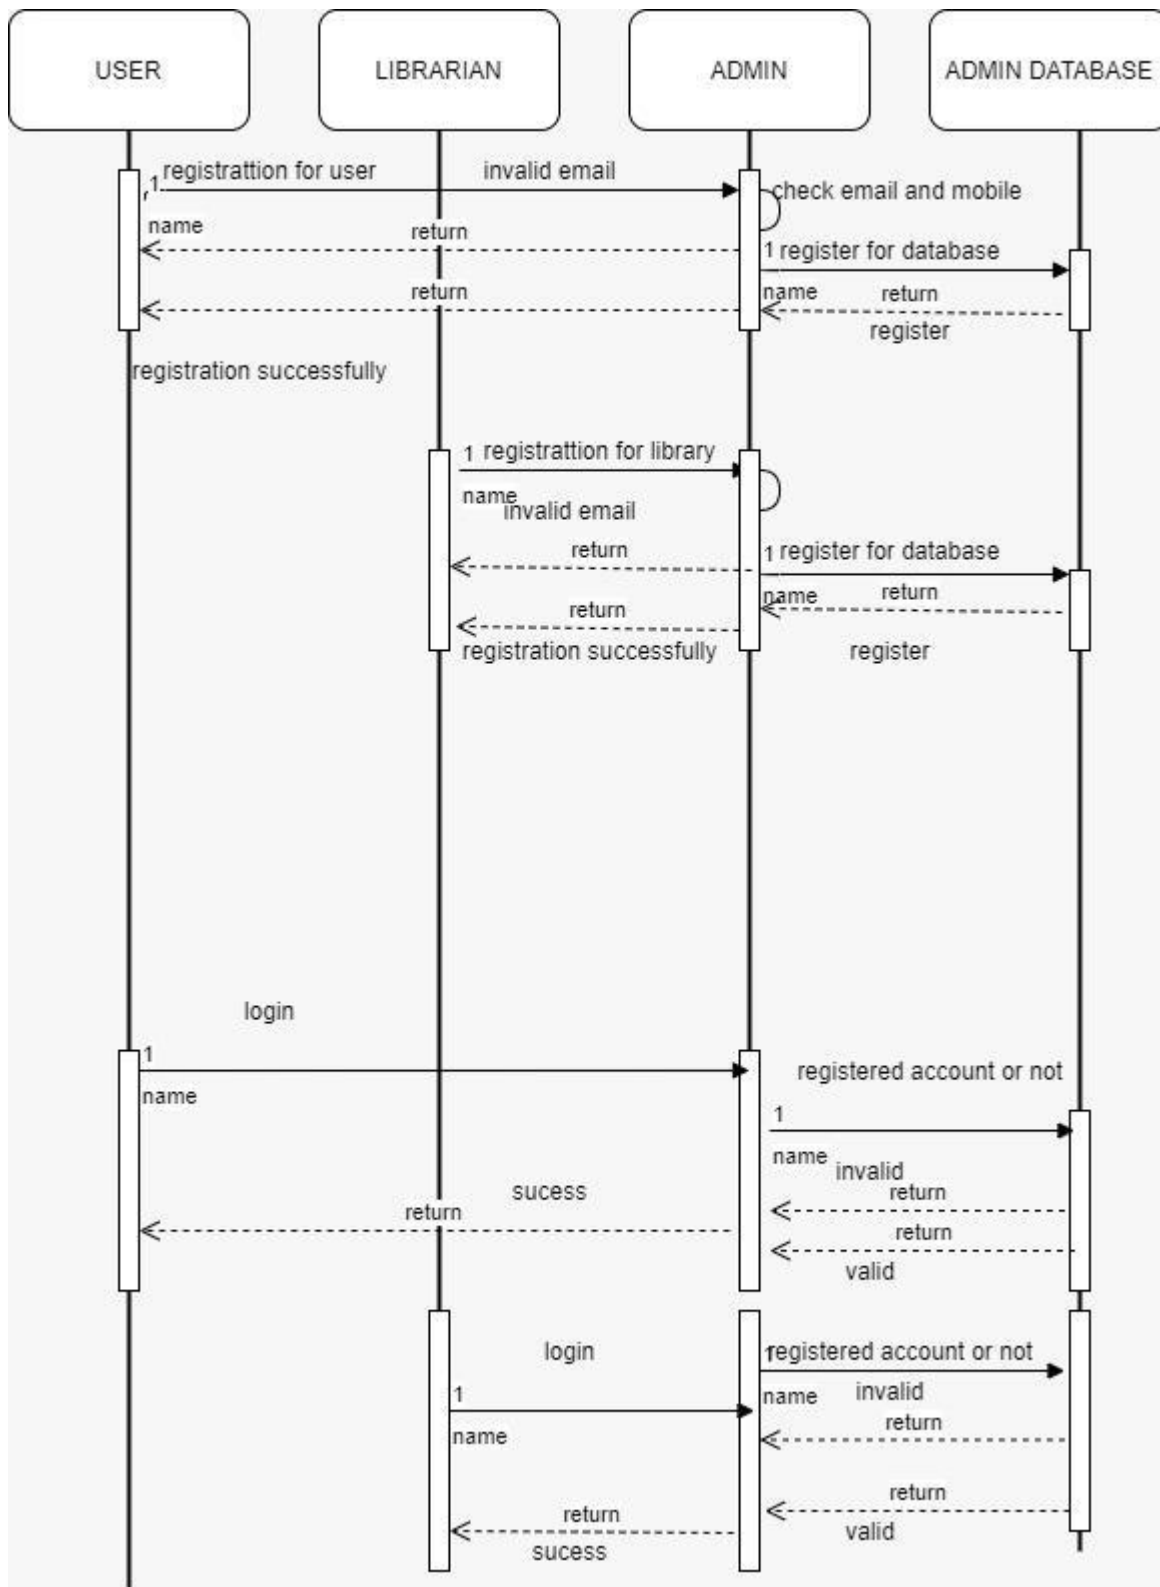 USER
LIBRARIAN
ADMIN
ADMIN DATABASE
registrattion for user
invalid email
1
check email and mobile
name
return
1
register for database
return
name
return
register
registration successfully
1
registrattion for library
name
invalid email
return
1
register for database
name
return
return
registration successfully
register
login
1
name
registered account or not
1
name
invalid
sucess
return
return
return
valid
login
1
registered account or not
1
name
invalid
name
return
return
return
valid
sucess